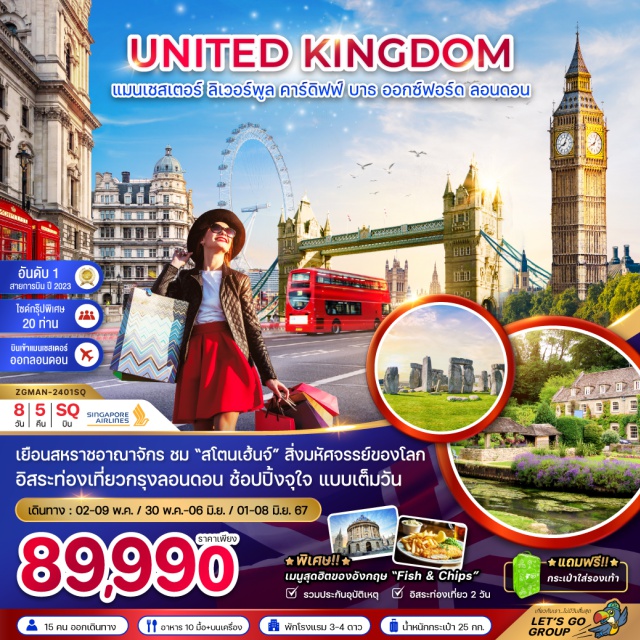 UNITED KINGDOM
แมนเชสเตอร์ ลิเวอร์พูล คาร์ดิฟฟ์ บาธ ออกซ์ฟอร์ด ลอนดอน
อันดับ 1
สายการบิน ปี 2023
ไซด์กรุ๊ปพิเศษ
20 ท่าน
บินเข้าแมนเชสเตอร์
ออกลอนดอน
ZGMAN-2401SQ
8 วัน 5 คืน SQ บิน SINGAPORE AIRLINES
เยือนสหราชอาณาจักร ชม “สโตนเฮ้นจ์” สิ่งมหัศจรรย์ของโลก
อิสระท่องเที่ยวกรุงลอนดอน ช้อปปิ้งจุใจ แบบเต็มวัน
เดินทาง : 02-09 พ.ค. / 30 พ.ค.-06 มิ.ย. / 01-08 มิ.ย. 67
ราคาเพียง
89,990
พิเศษ!!
เมนูสุดฮิตของอังกฤษ “Fish & Chips”
รวมประกันอุบัติเหตุ อิสระท่องเที่ยว 2 วัน
แถมฟรี!!
กระเป๋าใส่รองเท้า
15 คน ออกเดินทาง อาหาร 10 มื้อ+บนเครื่อง พักโรงแรม 3-4 ดาว น้ำหนักกระเป๋า 25 กก.
LET'S GO
GROUP